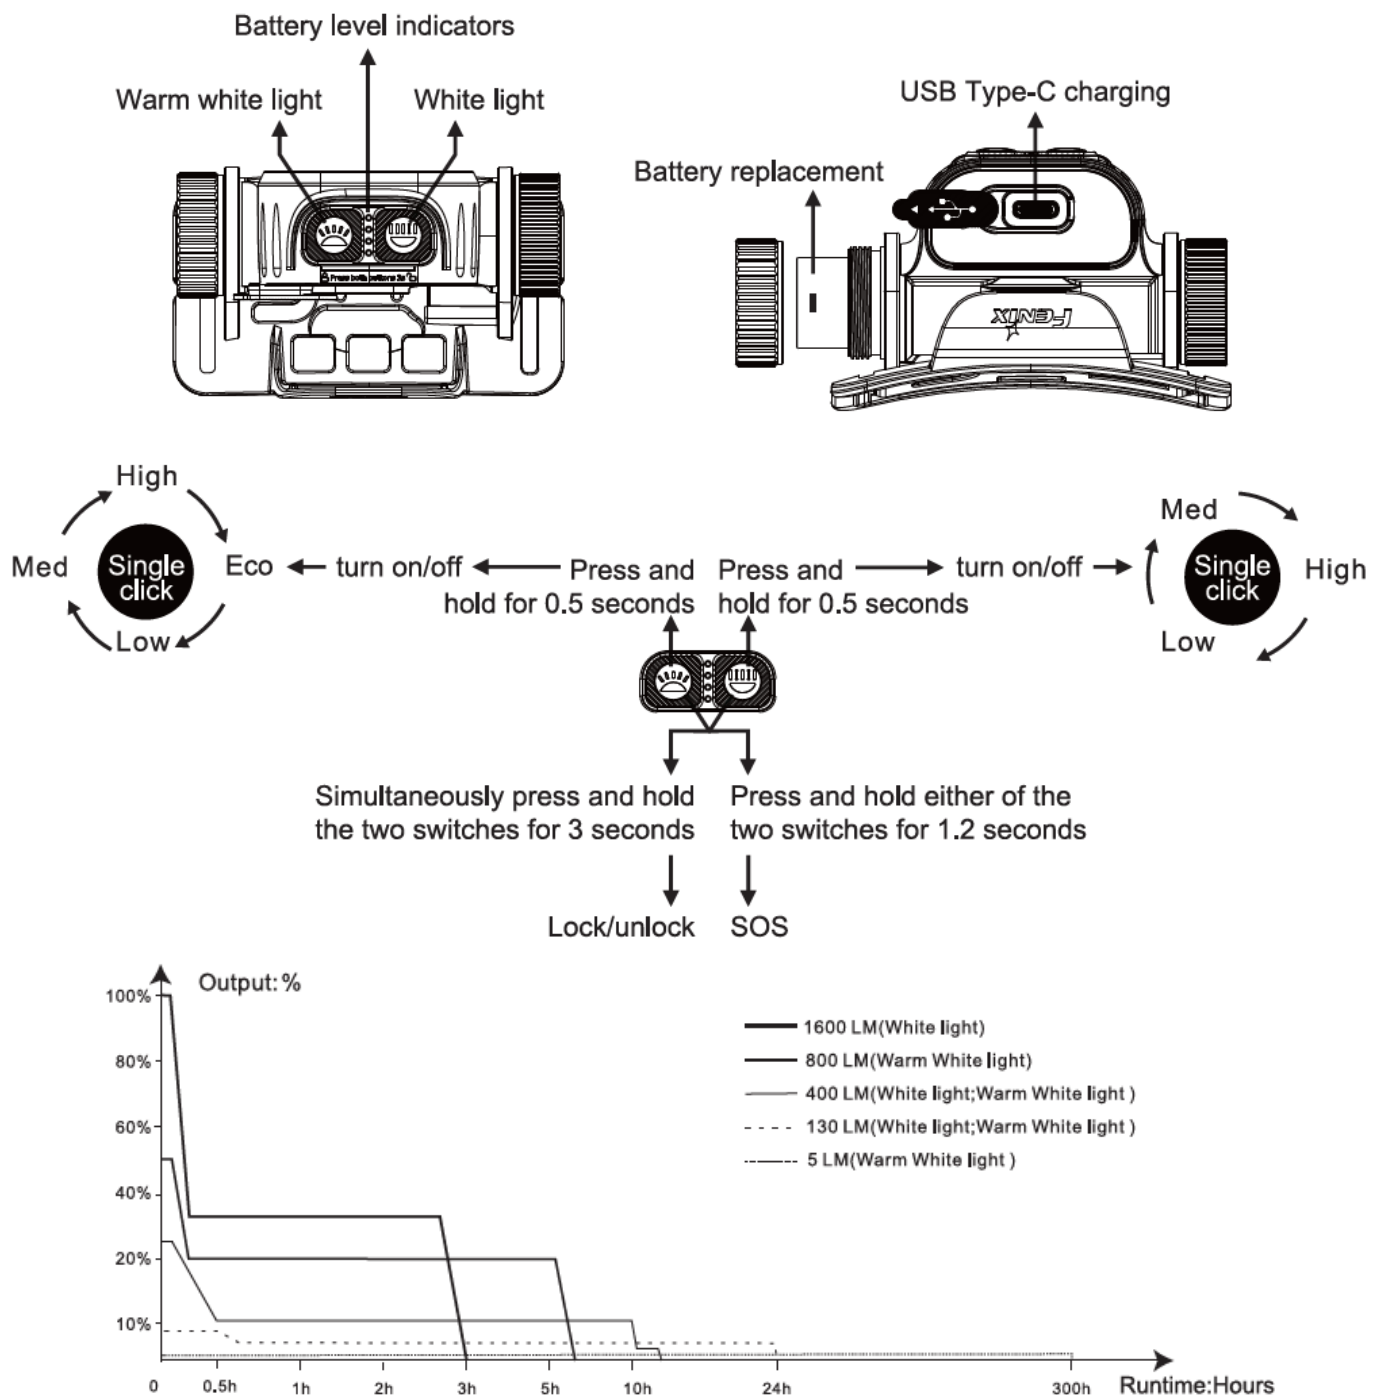 Battery level indicators
Warm white light
White light
USB Type-C charging
Battery replacement
Press both buttons 3s
FENIX
High
Med
Single
click
Eco
Low
turn on/off
Press and
hold for 0.5 seconds
Press and
hold for 0.5 seconds
turn on/off
Med
Single
click
High
Low
Simultaneously press and hold
the two switches for 3 seconds
Press and hold either of the
two switches for 1.2 seconds
Lock/unlock
SOS
Output:%
100%
80%
60%
40%
20%
10%
1600 LM(White light)
800 LM(Warm White light)
400 LM(White light;Warm White light )
130 LM(White light;Warm White light )
5 LM(Warm White light )
0 0.5h 1h 2h 3h 5h 10h 24h 300h
Runtime:Hours